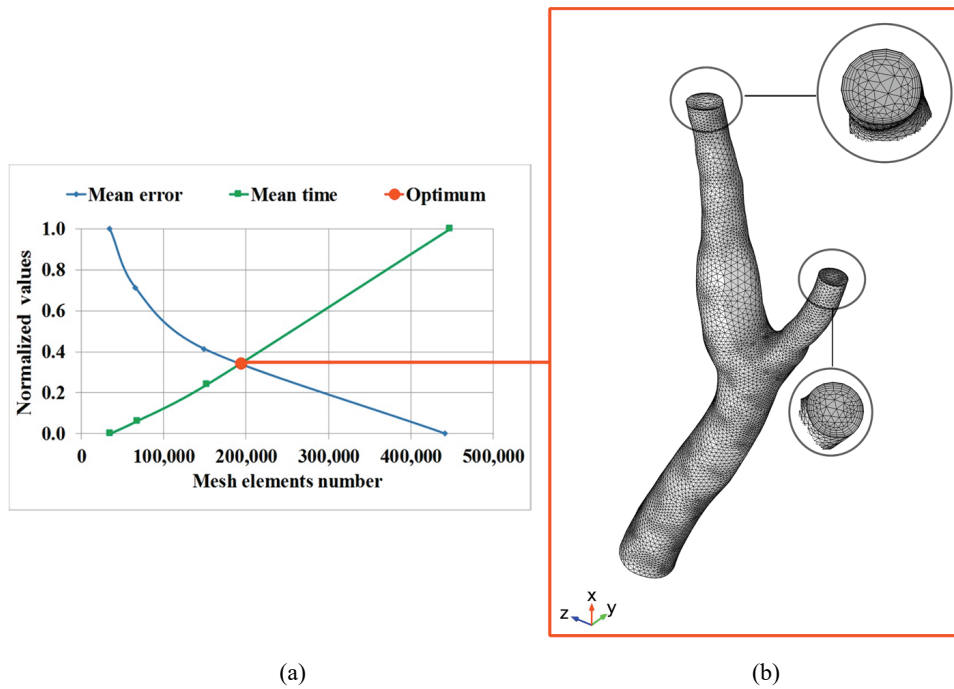 Mean error Mean time Optimum
Normalized values
1.0
0.8
0.6
0.4
0.2
0.0
0 100,000 200,000 300,000 400,000 500,000
Mesh elements number
x
y
z
(a)
(b)